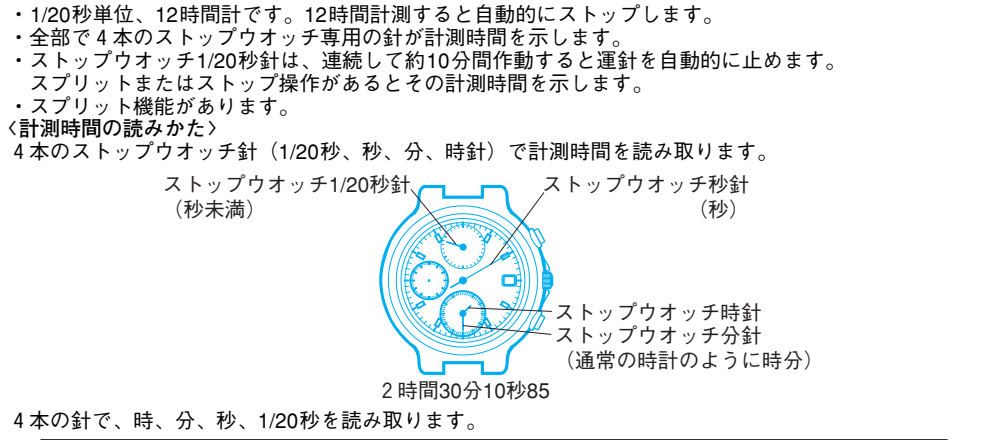 ・1/20秒単位、12時間計です。12時間計測すると自動的にストップします。
・全部で4本のストップウオッチ専用の針が計測時間を示します。
・ストップウオッチ1/20秒針は、連続して約10分間作動すると運針を自動的に止めます。
スプリットまたはストップ操作があるとその計測時間を示します。
・スプリット機能があります。
〈計測時間の読みかた〉
4本のストップウオッチ針（1/20秒、秒、分、時針）で計測時間を読み取ります。
ストップウオッチ1/20秒針
（秒未満）
ストップウオッチ秒針
（秒）
ストップウオッチ時針
ストップウオッチ分針
（通常の時計のように時分）
2時間30分10秒85
4本の針で、時、分、秒、1/20秒を読み取ります。